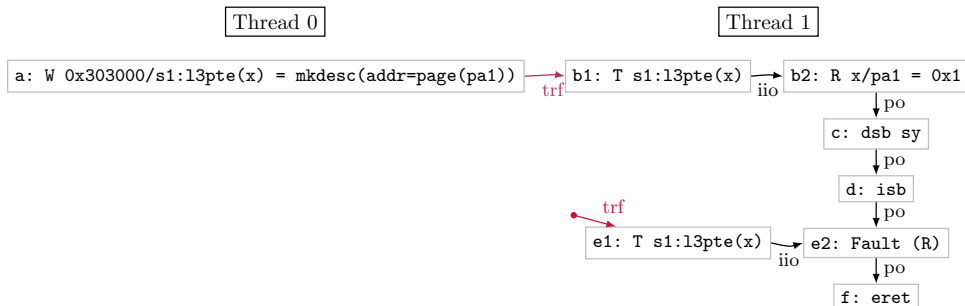 Thread 0
Thread 1
a: W 0x303000/s1:l3pte(x) = mkdesc(addr=page(pa1))
trf
b1: T s1:l3pte(x)
iio
b2: R x/pa1 = 0x1
po
c: dsb sy
po
d: isb
po
trf
e1: T s1:l3pte(x)
iio
e2: Fault (R)
po
f: eret